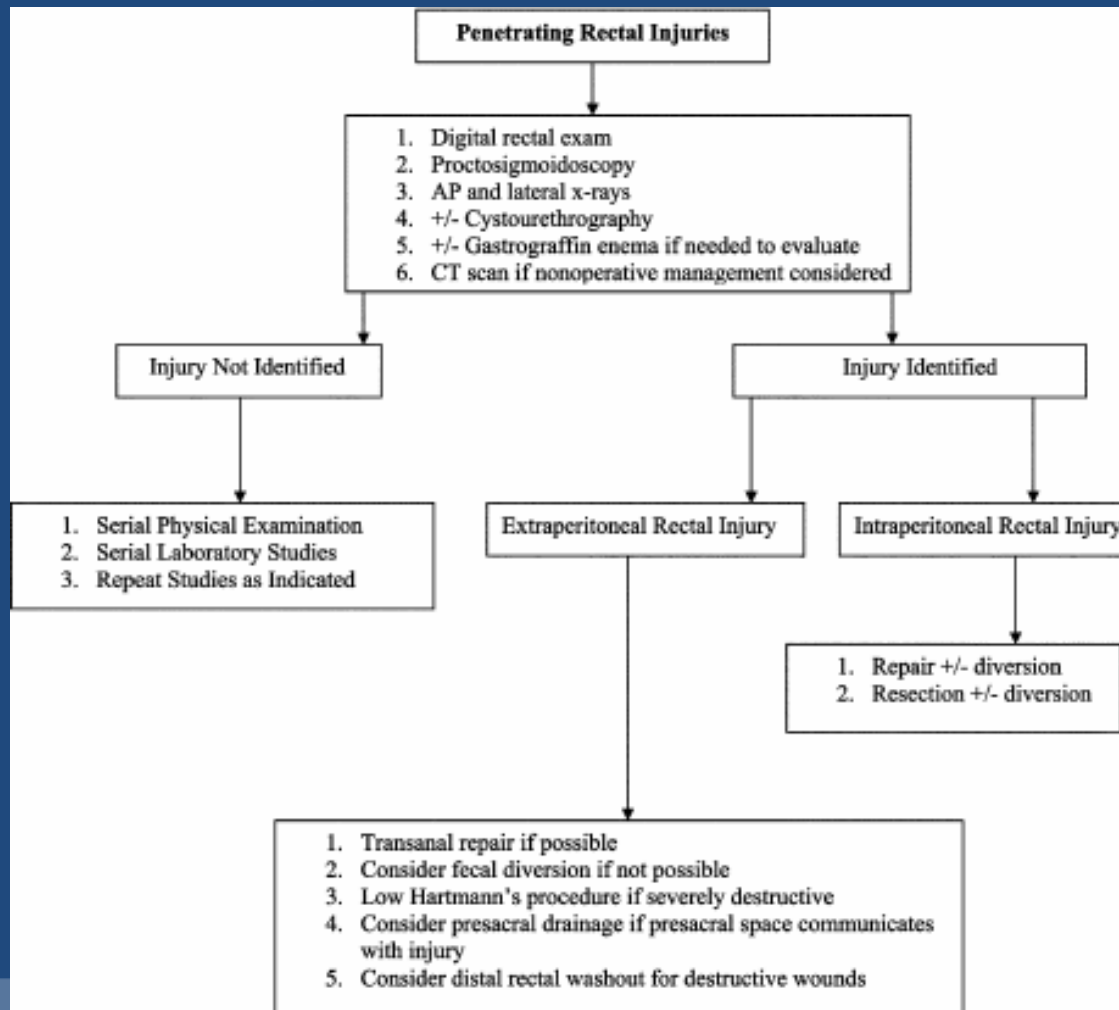 Penetrating Rectal Injuries
1. Digital rectal exam
2. Proctosigmoidoscopy
3. AP and lateral x-rays
4. +/- Cystourethrography
5. +/- Gastrograffin enema if needed to evaluate
6. CT scan if nonoperative management considered
Injury Not Identified
Injury Identified
1. Serial Physical Examination
2. Serial Laboratory Studies
3. Repeat Studies as Indicated
Extraperitoneal Rectal Injury
Intraperitoneal Rectal Injury
1. Repair +/- diversion
2. Resection +/- diversion
1. Transanal repair if possible
2. Consider fecal diversion if not possible
3. Low Hartmann's procedure if severely destructive
4. Consider presacral drainage if presacral space communicates
with injury
5. Consider distal rectal washout for destructive wounds